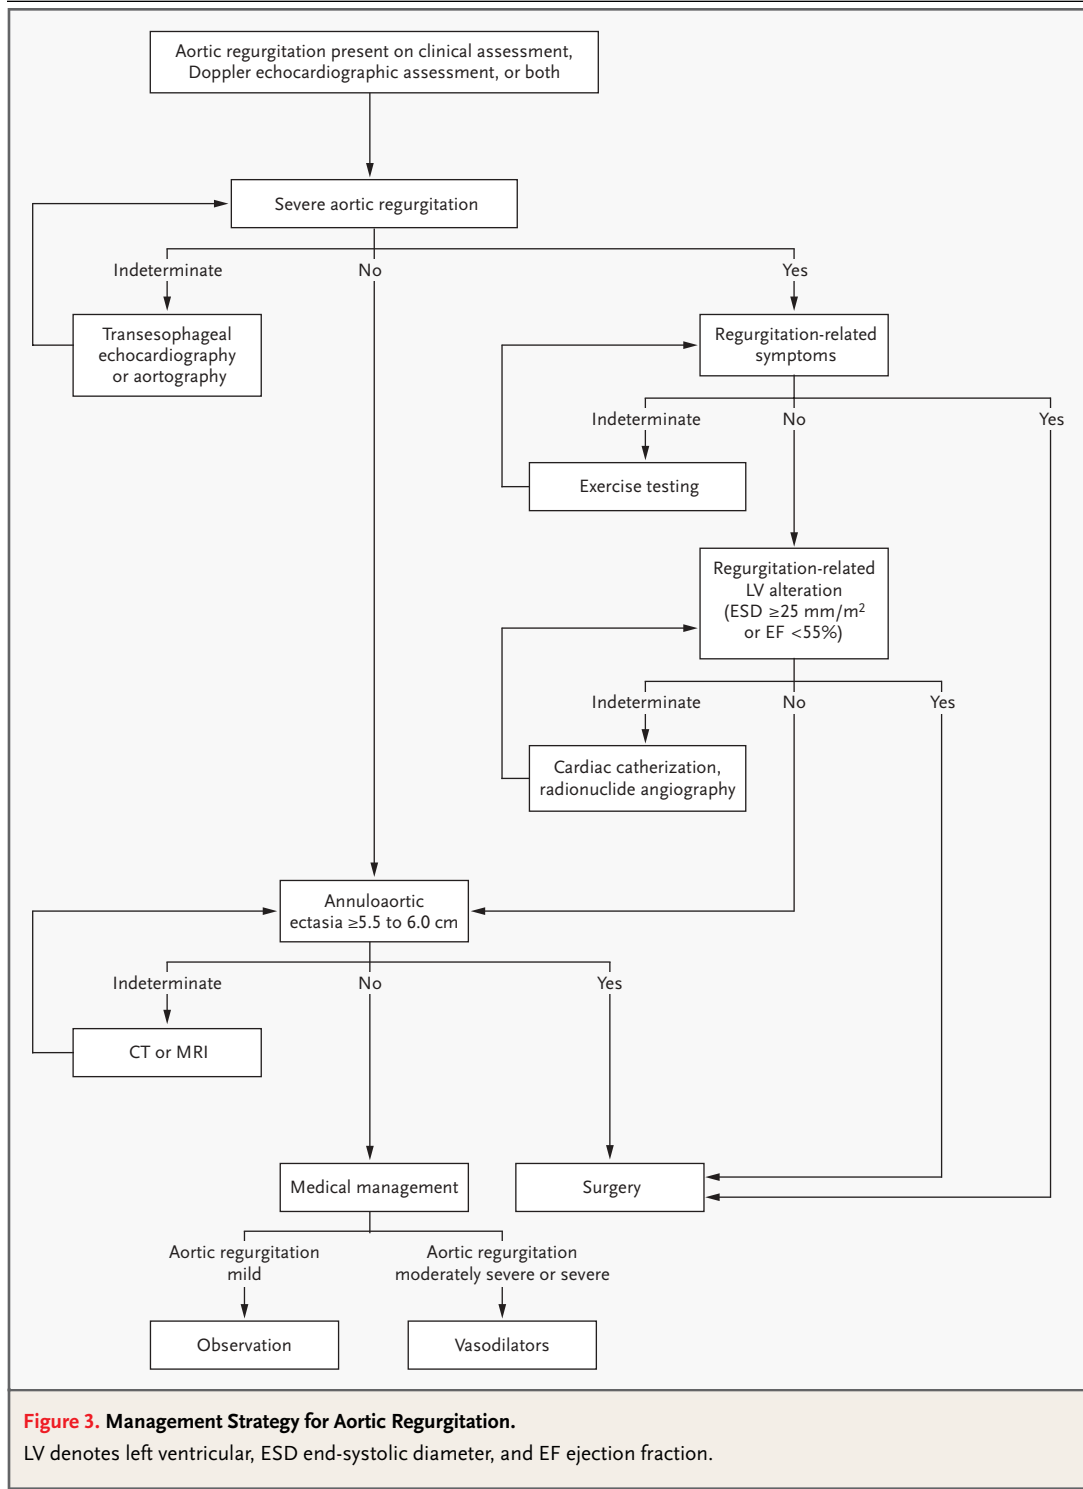 Aortic regurgitation present on clinical assessment,
Doppler echocardiographic assessment, or both
Severe aortic regurgitation
Indeterminate
No
Yes
Transesophageal
echocardiography
or aortography
Regurgitation-related
symptoms
Indeterminate
No
Yes
Exercise testing
Regurgitation-related
LV alteration
(ESD ≥25 mm/m²
or EF <55%)
Indeterminate
No
Yes
Cardiac catherization,
radionuclide angiography
Annuloaortic
ectasia ≥5.5 to 6.0 cm
Indeterminate
No
Yes
CT or MRI
Medical management
Surgery
Aortic regurgitation
mild
Aortic regurgitation
moderately severe or severe
Observation
Vasodilators
Figure 3. Management Strategy for Aortic Regurgitation.
LV denotes left ventricular, ESD end-systolic diameter, and EF ejection fraction.